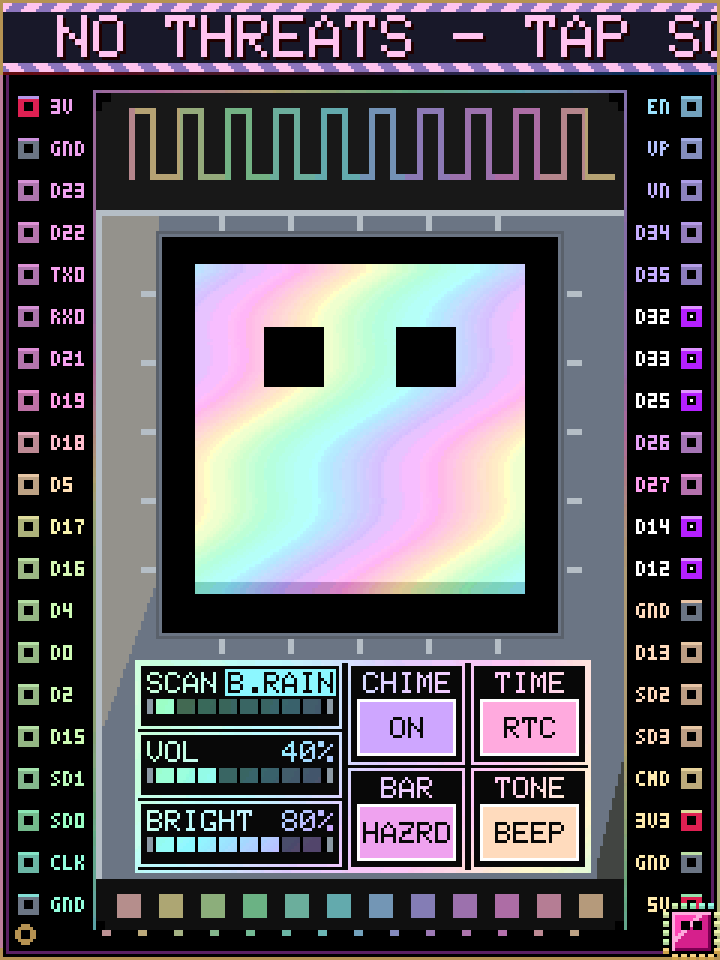 NO THREATS - TAP SC
3V
GND
D23
D22
TX0
RX0
D21
D19
D18
D5
D17
D16
D4
D0
D2
D15
SD1
SD0
CLK
GND
EN
VP
VN
D34
D35
D32
D33
D25
D26
D27
D14
D12
GND
D13
SD2
SD3
CMD
3V3
GND
5V
SCAN B.RAIN
VOL 40%
BRIGHT 80%
CHIME
ON
TIME
RTC
BAR
HAZRD
TONE
BEEP